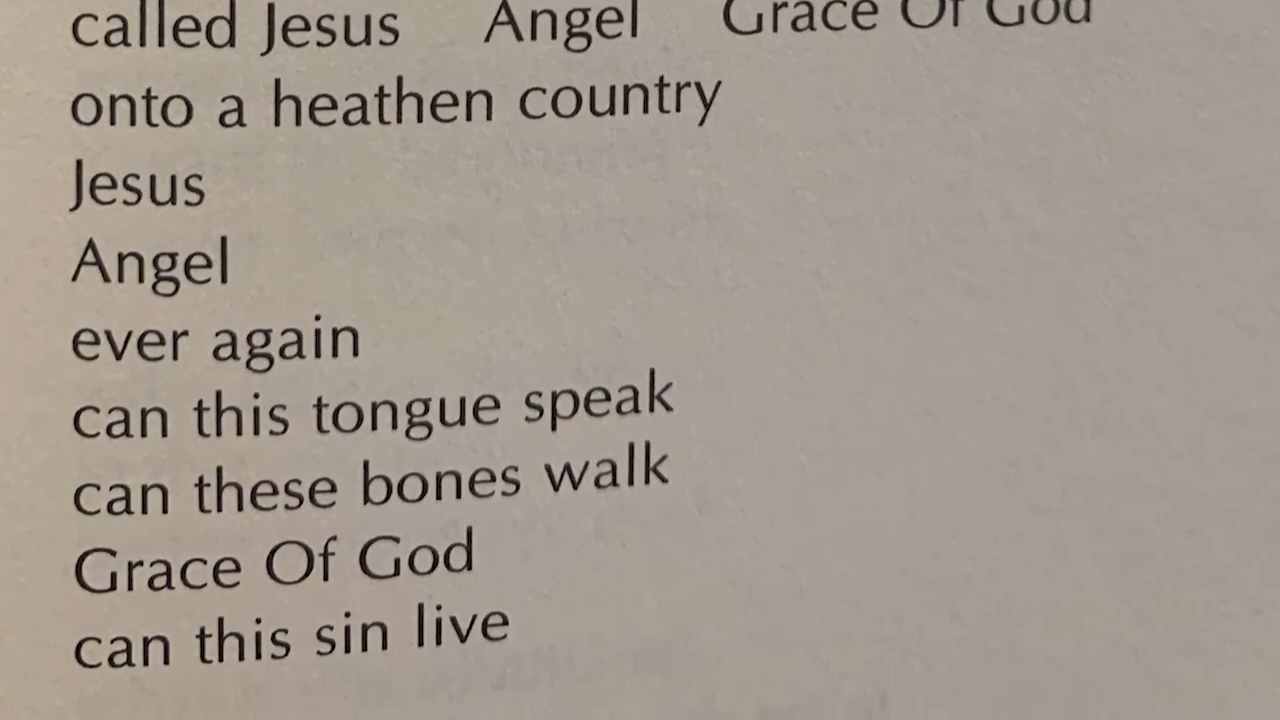 called Jesus    Angel    Grace Of God
onto a heathen country
Jesus
Angel
ever again
can this tongue speak
can these bones walk
Grace Of God
can this sin live